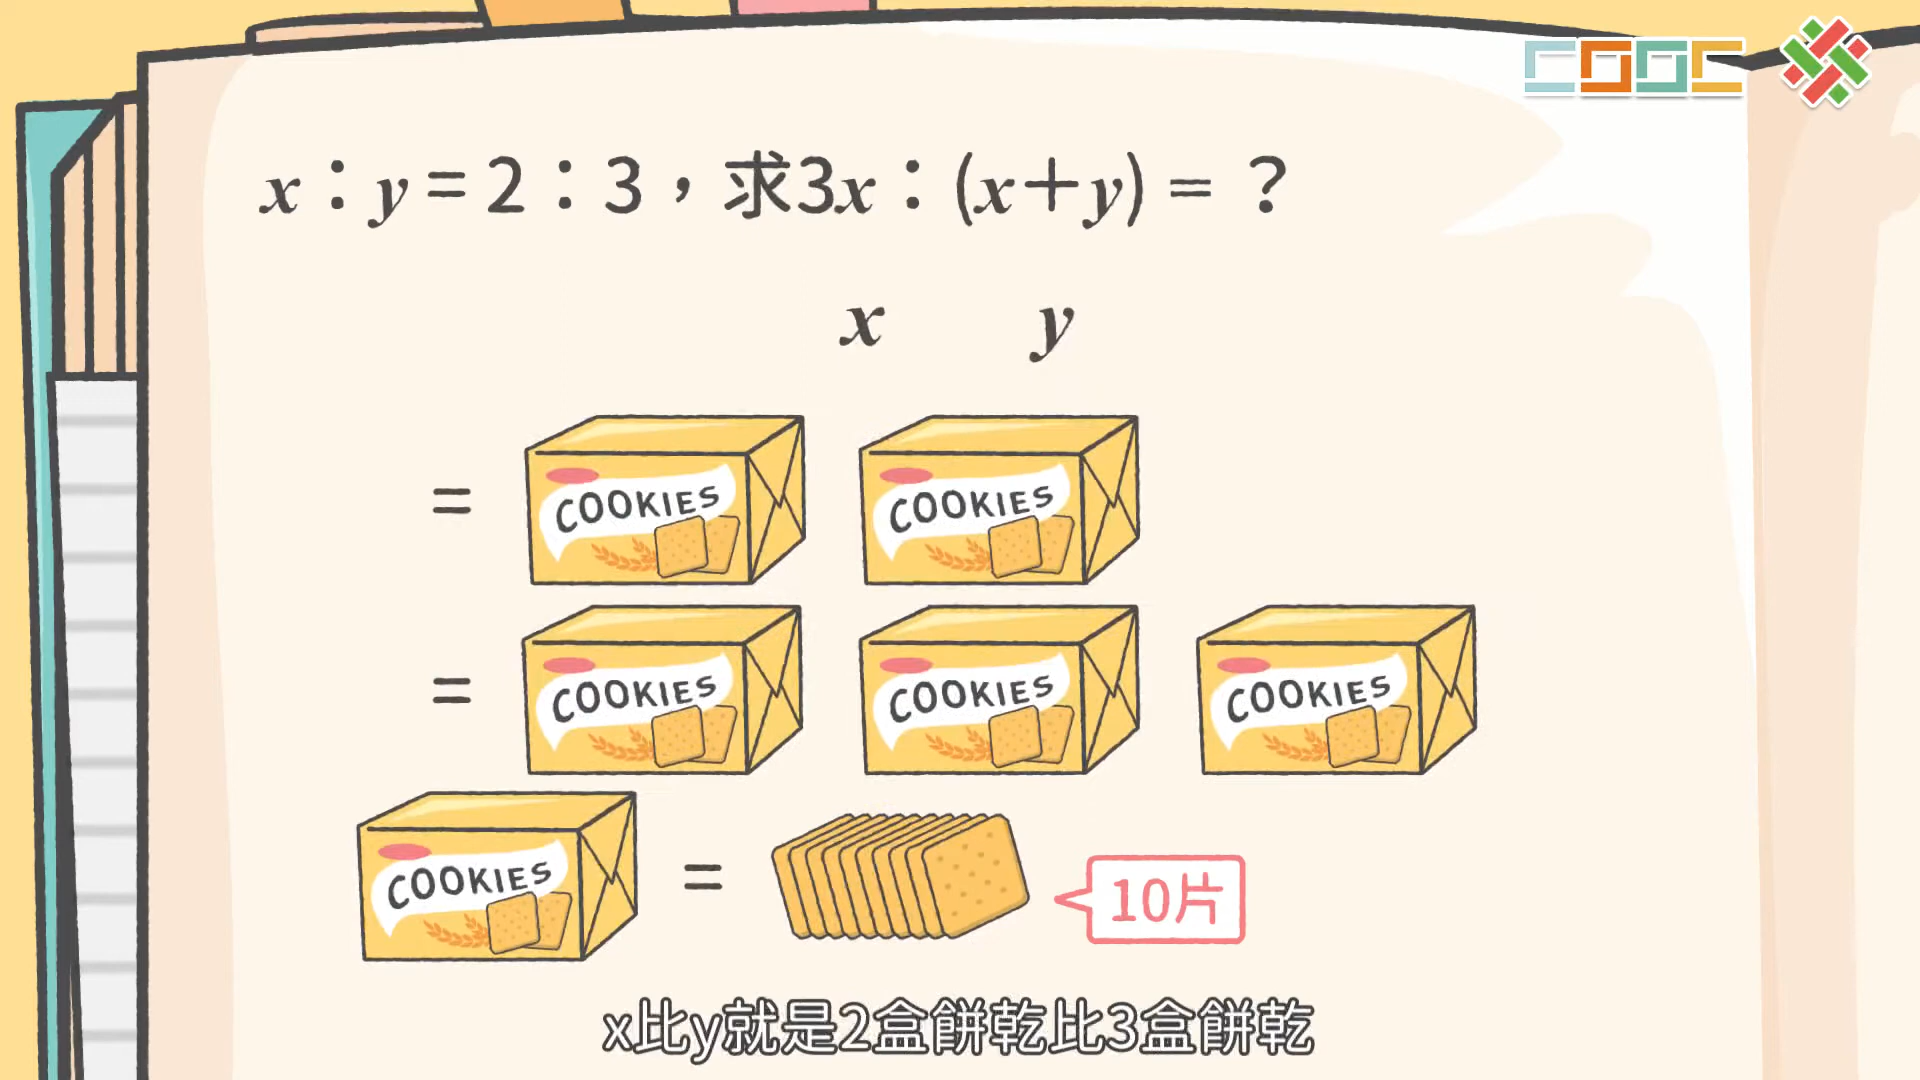 COOC
x：y＝2：3，求3x：(x＋y)＝？
x y
= COOKIES COOKIES
= COOKIES COOKIES COOKIES
COOKIES = 10片
x比y就是2盒餅乾比3盒餅乾